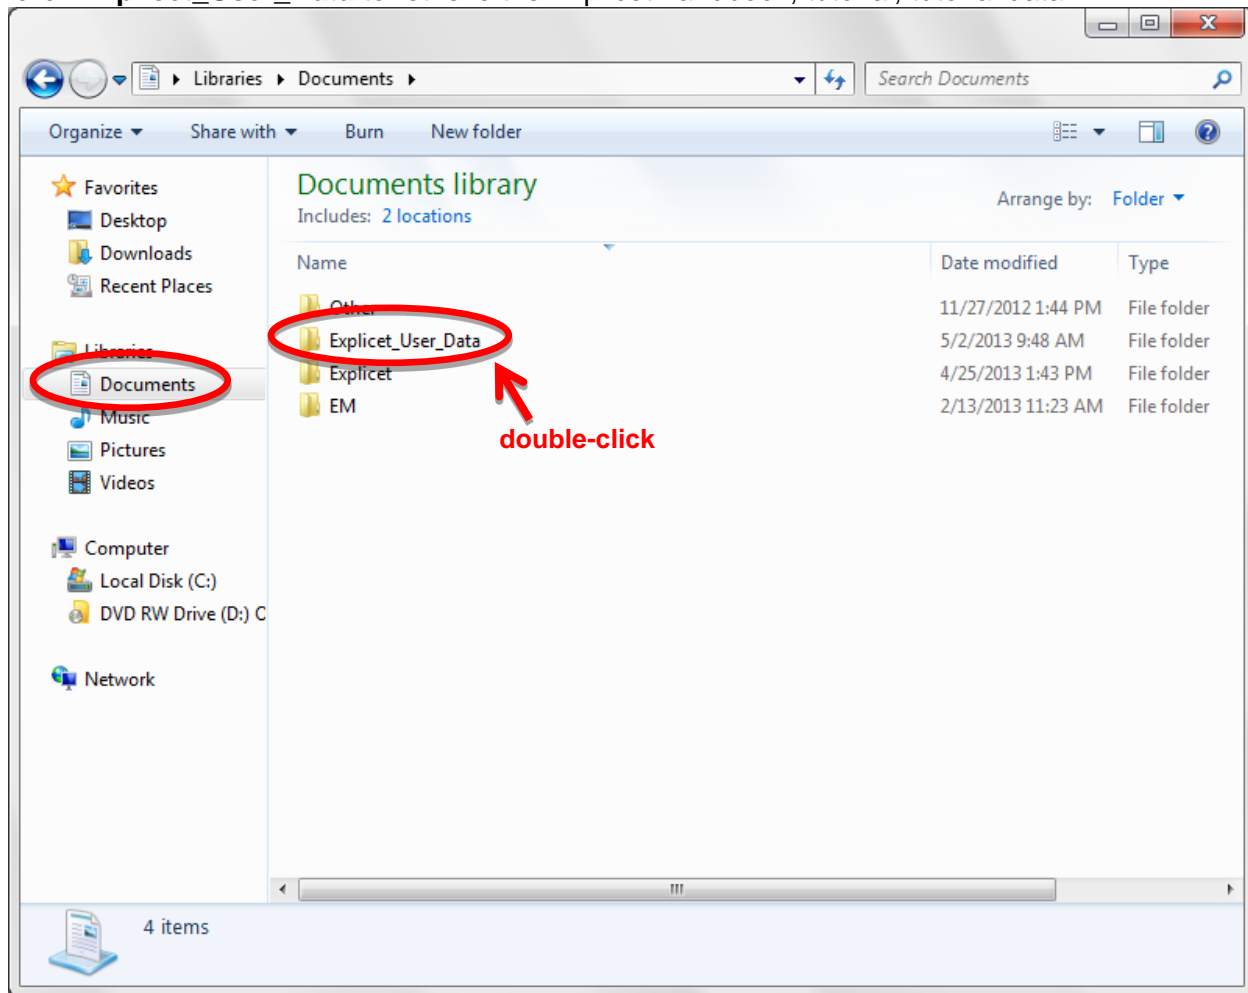 Libraries ▸ Documents ▸
Search Documents
Organize Share with Burn New folder
Favorites
Desktop
Downloads
Recent Places
Libraries
Documents
Music
Pictures
Videos
Computer
Local Disk (C:)
DVD RW Drive (D:) C
Network
Documents library
Includes: 2 locations
Arrange by: Folder
Name Date modified Type
Other 11/27/2012 1:44 PM File folder
Explicet_User_Data 5/2/2013 9:48 AM File folder
Explicet 4/25/2013 1:43 PM File folder
EM 2/13/2013 11:23 AM File folder
double-click
4 items